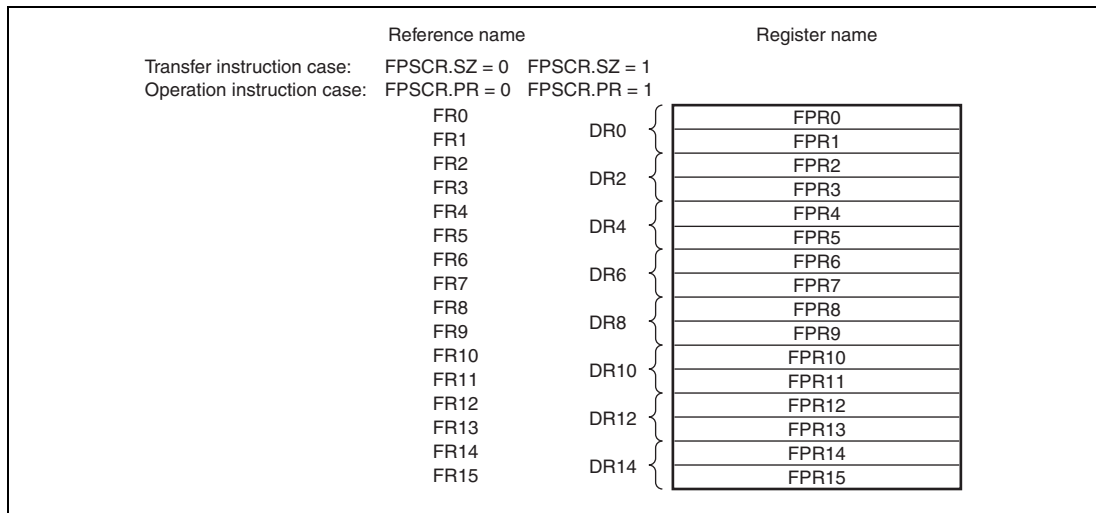 Reference name Register name
Transfer instruction case: FPSCR.SZ = 0 FPSCR.SZ = 1
Operation instruction case: FPSCR.PR = 0 FPSCR.PR = 1
FR0 FPR0
DR0
FR1 FPR1
FR2 FPR2
DR2
FR3 FPR3
FR4 FPR4
DR4
FR5 FPR5
FR6 FPR6
DR6
FR7 FPR7
FR8 FPR8
DR8
FR9 FPR9
FR10 FPR10
DR10
FR11 FPR11
FR12 FPR12
DR12
FR13 FPR13
FR14 FPR14
DR14
FR15 FPR15